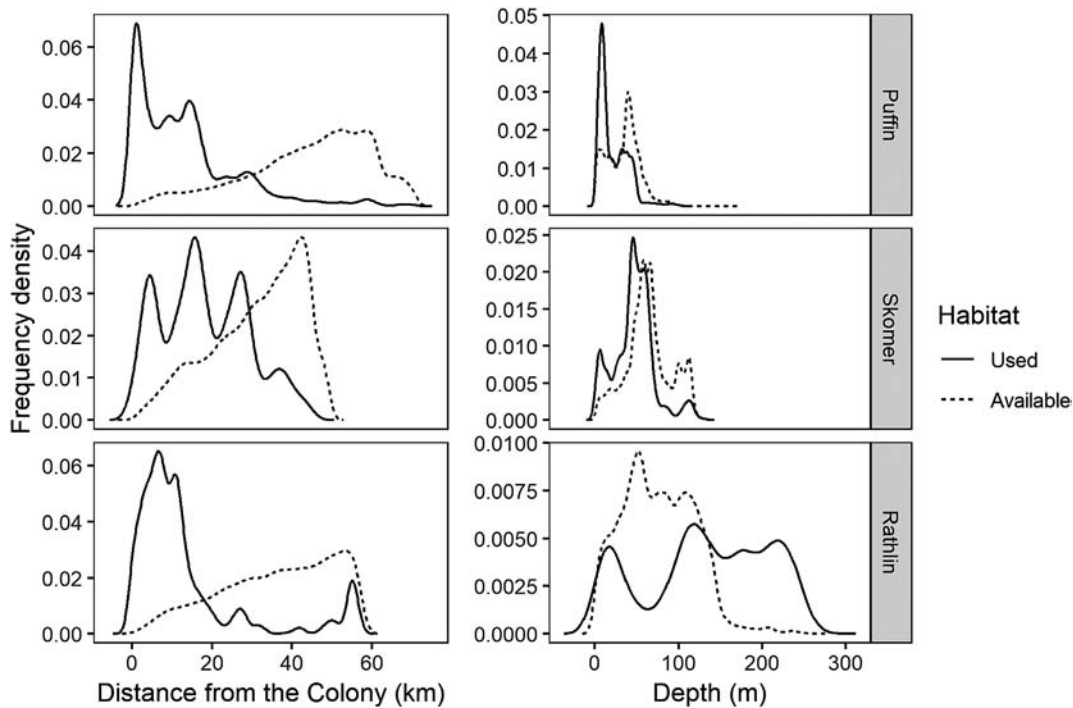 0.06
0.04
0.02
0.00
0.05
0.04
0.03
0.02
0.01
0.00
Puffin
0.04
0.03
0.02
0.01
0.00
0.025
0.020
0.015
0.010
0.005
0.000
Skomer
0.06
0.04
0.02
0.00
0.0100
0.0075
0.0050
0.0025
0.0000
Rathlin
Frequency density
0 20 40 60
0 100 200 300
Distance from the Colony (km)
Depth (m)
Habitat
Used
Available